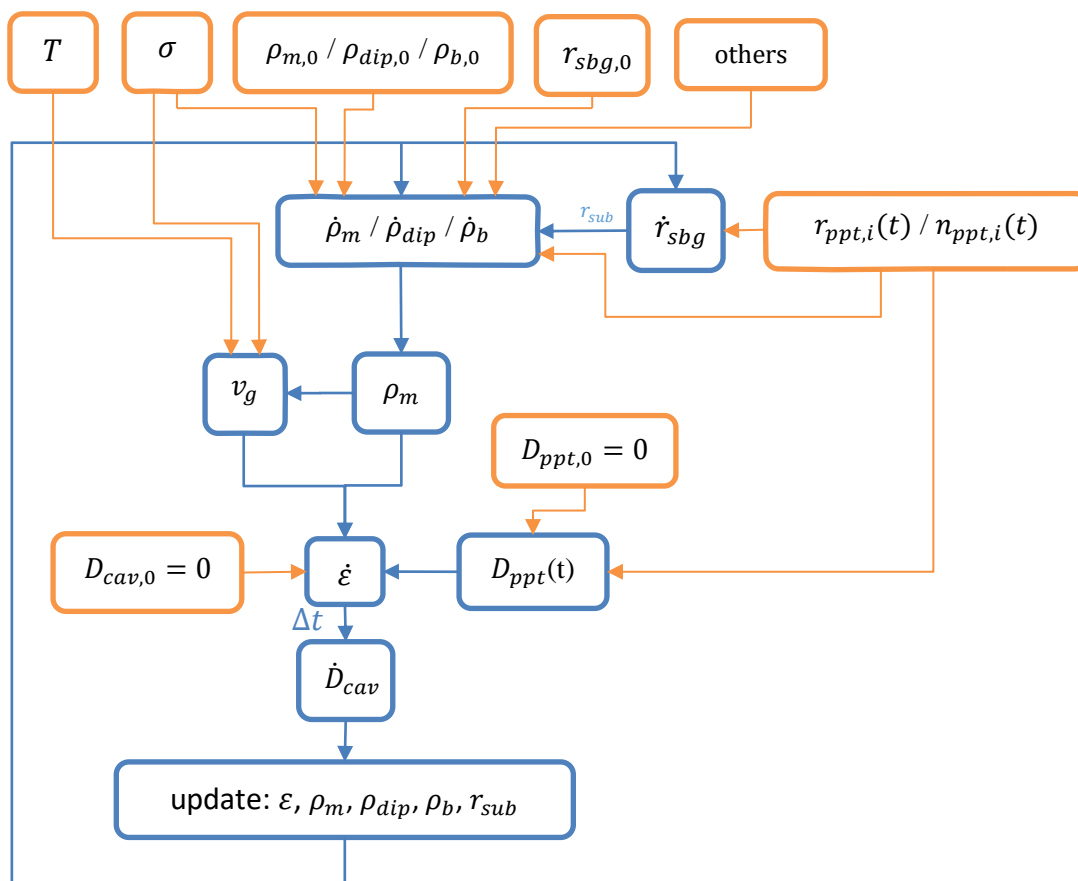 T
σ
ρ_{m,0} / ρ_{dip,0} / ρ_{b,0}
r_{sbg,0}
others
ρ̇_m / ρ̇_{dip} / ρ̇_b
r_{sub}
ṙ_{sbg}
r_{ppt,i}(t) / n_{ppt,i}(t)
v_g
ρ_m
D_{ppt,0} = 0
D_{cav,0} = 0
ε̇
D_{ppt}(t)
Δt
Ḋ_{cav}
update: ε, ρ_m, ρ_{dip}, ρ_b, r_{sub}